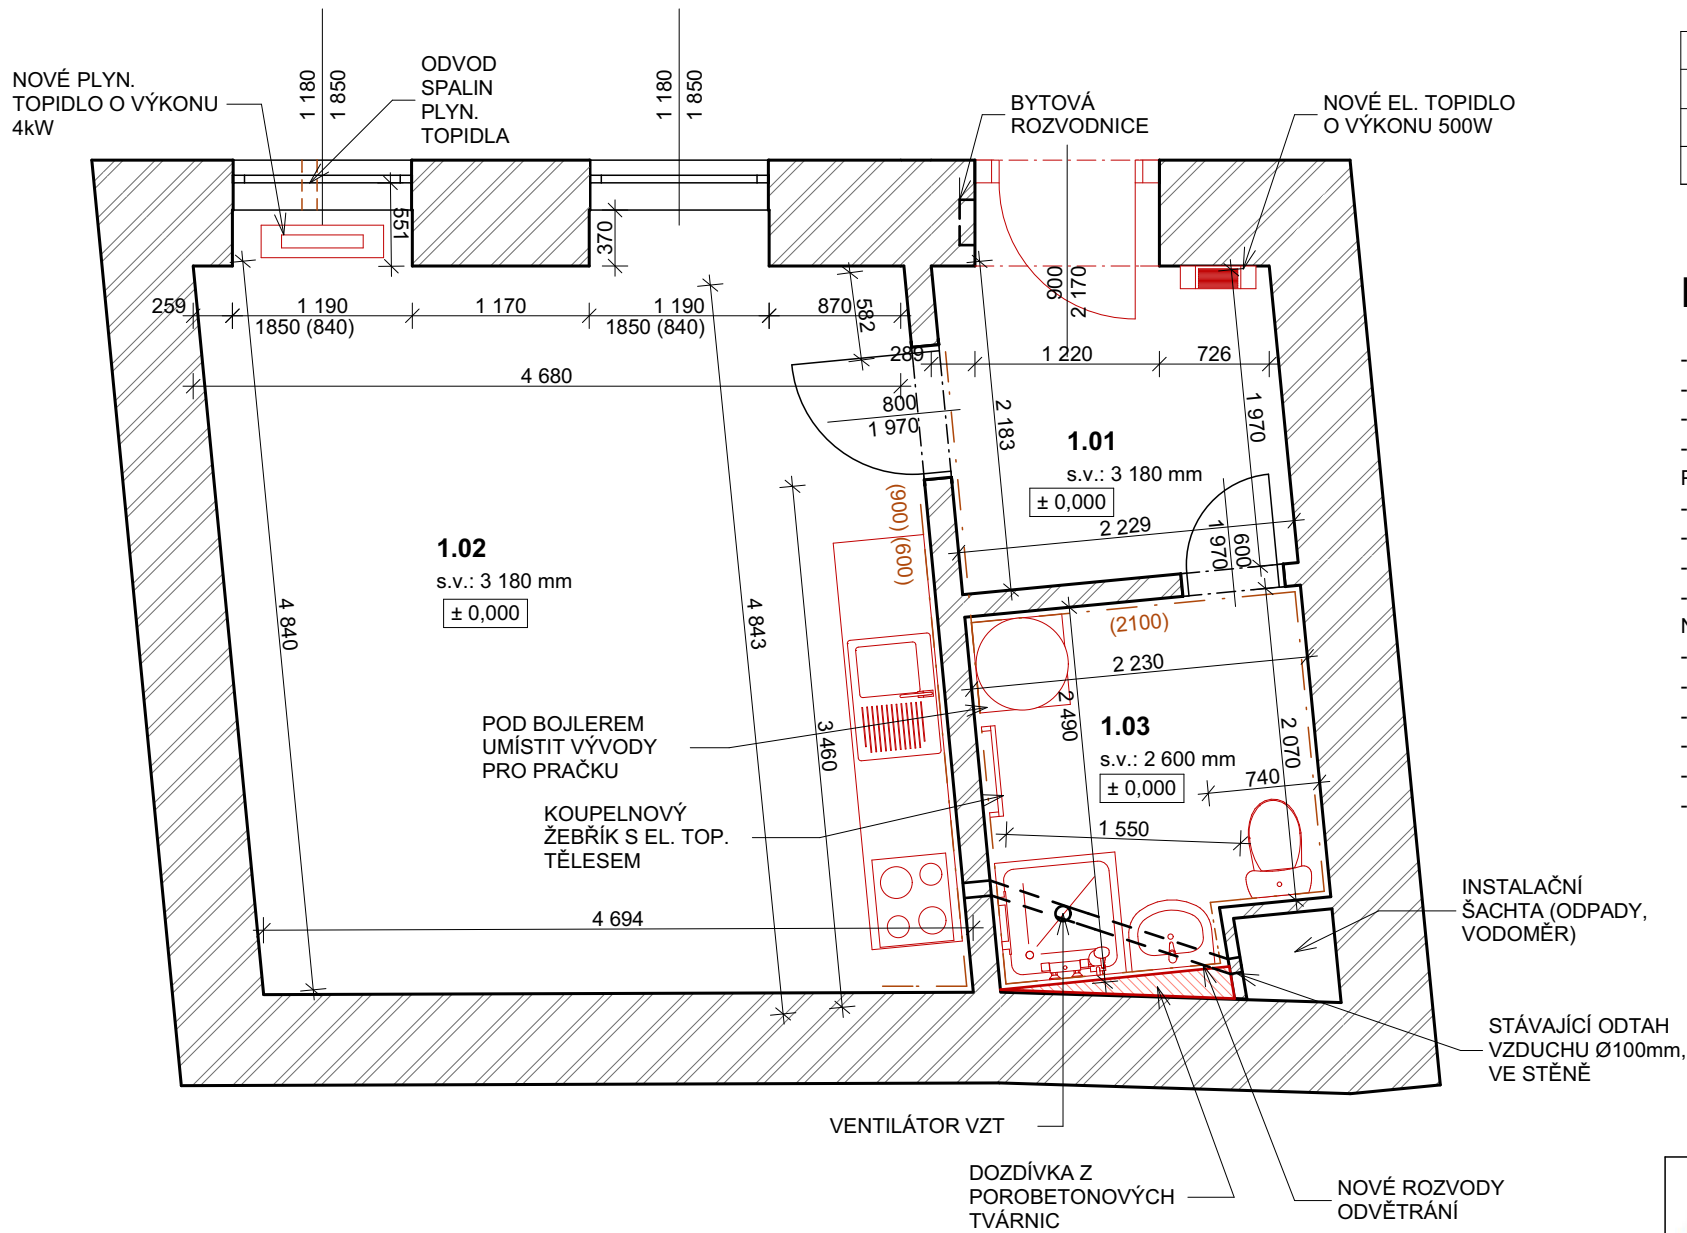 NOVÉ PLYN.
TOPIDLO O VÝKONU
4kW
1 180
1 850
ODVOD
SPALIN
PLYN.
TOPIDLA
1 180
1 850
BYTOVÁ
ROZVODNICE
NOVÉ EL. TOPIDLO
O VÝKONU 500W
551
370
259
1 190
1850 (840)
1 170
1 190
1850 (840)
870
582
900
2 170
289
1 220
726
4 680
800
1 970
2 183
1 970
1.01
s.v.: 3 180 mm
± 0,000
2 229
1 970
600
(900)
(600)
1.02
s.v.: 3 180 mm
± 0,000
4 840
4 843
3 460
(2100)
2 230
2 490
1.03
s.v.: 2 600 mm
± 0,000
2 070
740
1 550
POD BOJLEREM
UMÍSTIT VÝVODY
PRO PRAČKU
KOUPELNOVÝ
ŽEBŘÍK S EL. TOP.
TĚLESEM
4 694
INSTALAČNÍ
ŠACHTA (ODPADY,
VODOMĚR)
STÁVAJÍCÍ ODTAH
VZDUCHU Ø100mm,
VE STĚNĚ
VENTILÁTOR VZT
DOZDÍVKA Z
POROBETONOVÝCH
TVÁRNIC
NOVÉ ROZVODY
ODVĚTRÁNÍ